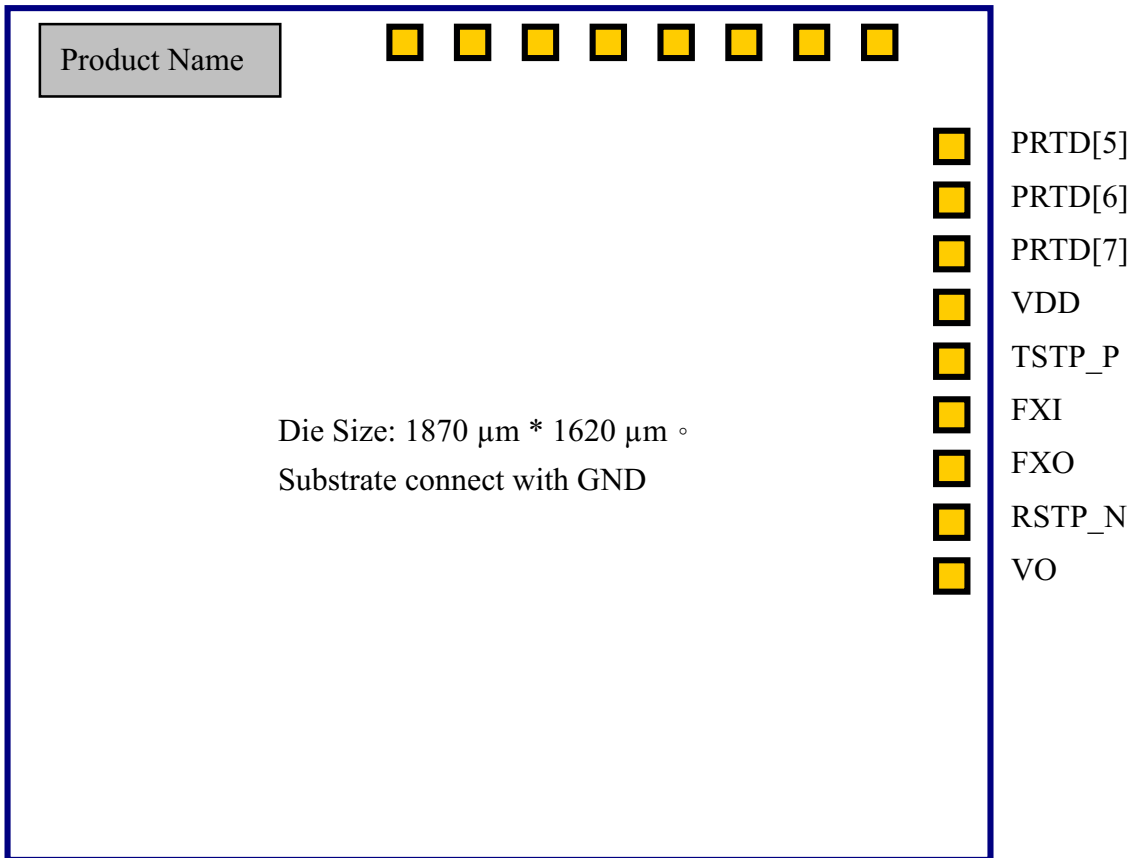 Product Name
PRTD[5]
PRTD[6]
PRTD[7]
VDD
TSTP_P
FXI
Die Size: 1870 µm * 1620 µm。
FXO
Substrate connect with GND
RSTP_N
VO